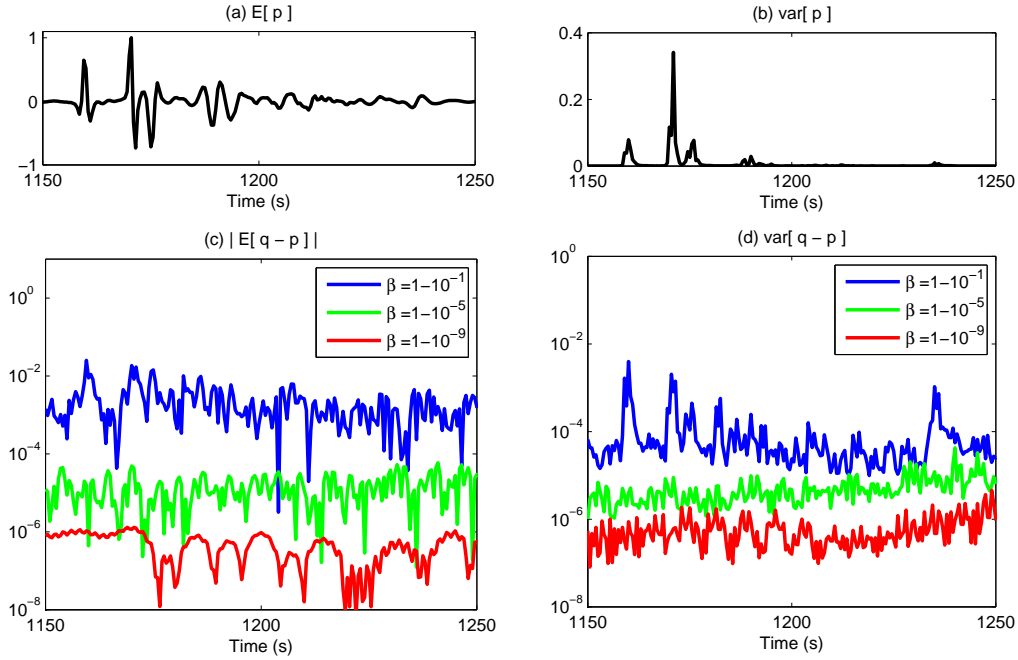 (a) E[ p ]
1
0
−1
1150
1200
1250
Time (s)
(b) var[ p ]
0.4
0.2
0
1150
1200
1250
Time (s)
(c) | E[ q − p ] |
10^0
10^−2
10^−4
10^−6
10^−8
β =1−10^−1
β =1−10^−5
β =1−10^−9
1150
1200
1250
Time (s)
(d) var[ q − p ]
10^0
10^−2
10^−4
10^−6
10^−8
β =1−10^−1
β =1−10^−5
β =1−10^−9
1150
1200
1250
Time (s)